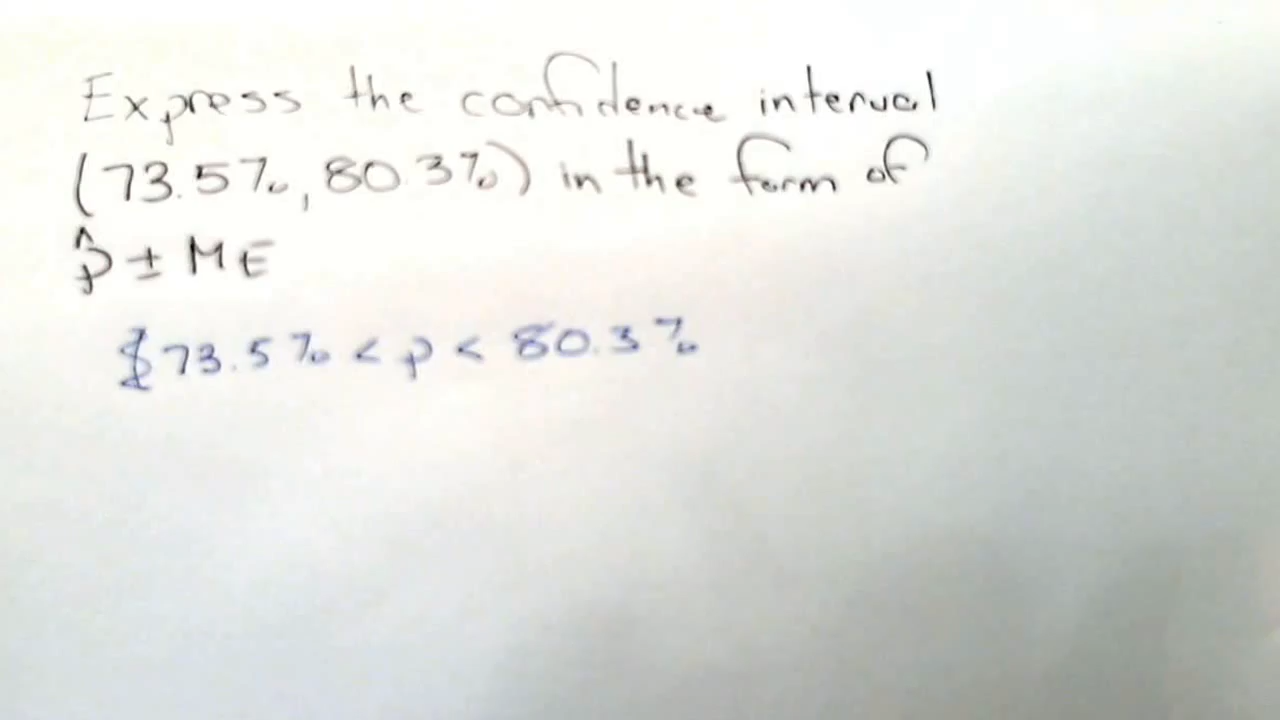 Express the confidence interval
(73.5%, 80.3%) in the form of
p̂ ± ME
73.5% < p < 80.3%